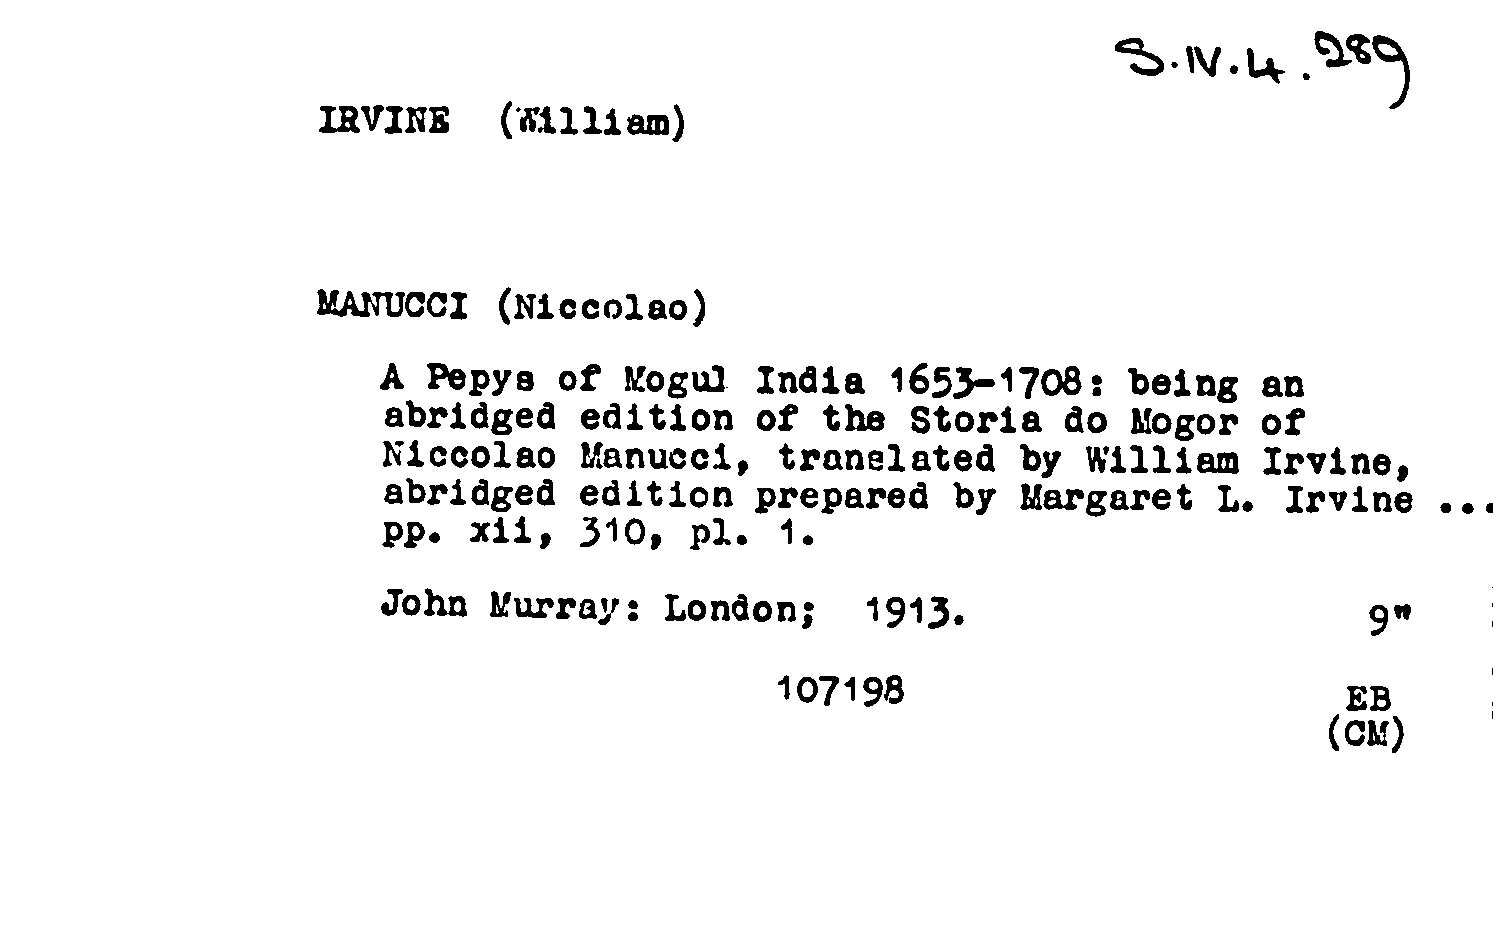 S.IV.4.289
IRVINE (William)
MANUCCI (Niccolao)
A Pepys of Mogul India 1653-1708: being an
abridged edition of the Storia do Mogor of
Niccolao Manucci, translated by William Irvine,
abridged edition prepared by Margaret L. Irvine ...
pp. xii, 310, pl. 1.
John Murray: London; 1913. 9"
107198 EB
(CM)